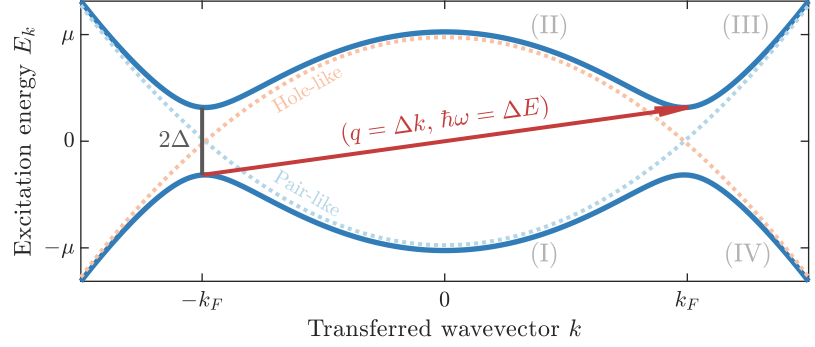 Excitation energy E_k
μ
0
−μ
(II)
(III)
Hole-like
(q = Δk, ħω = ΔE)
2Δ
Pair-like
(I)
(IV)
−k_F
0
k_F
Transferred wavevector k